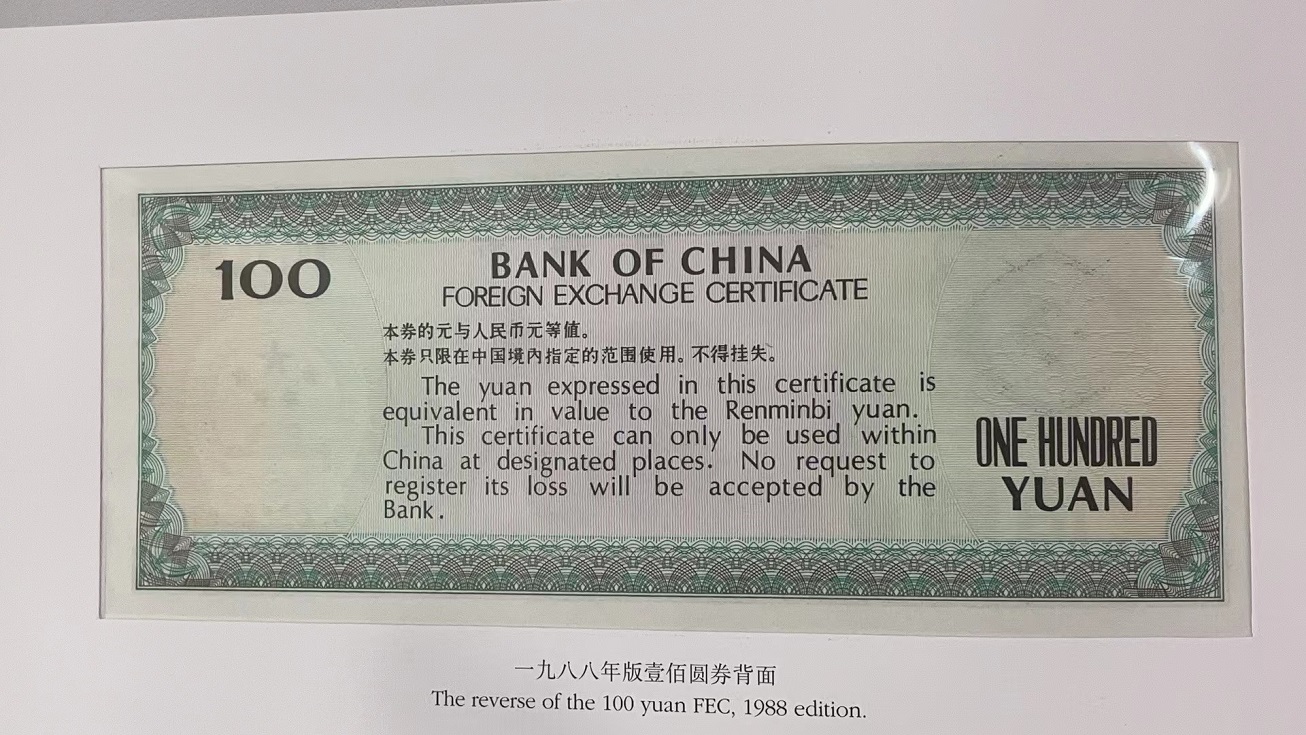 100
BANK OF CHINA
FOREIGN EXCHANGE CERTIFICATE
本券的元与人民币元等値。
本券只限在中国境内指定的范围使用。不得挂失。
The yuan expressed in this certificate is
equivalent in value to the Renminbi yuan.
This certificate can only be used within
China at designated places. No request to
register its loss will be accepted by the
Bank.
ONE HUNDRED
YUAN
一九八八年版壹佰圆券背面
The reverse of the 100 yuan FEC, 1988 edition.